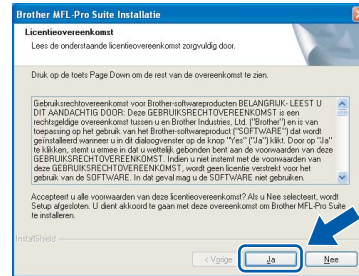 Brother MFL-Pro Suite Installatie
Licentieovereenkomst
Lees de onderstaande licentieovereenkomst zorgvuldig door.
Druk op de toets Page Down om de rest van de overeenkomst te zien.
Gebruiksrechtovereenkomst voor Brother-softwareproducten BELANGRIJK- LEEST U
DIT AANDACHTIG DOOR: Deze GEBRUIKSRECHTOVEREENKOMST is een
rechtsgeldige overeenkomst tussen u en Brother Industries, Ltd. ("Brother") en is van
toepassing op het gebruik van het Brother-softwareproduct ("SOFTWARE") dat wordt
geïnstalleerd wanneer u in dit dialoogvenster op de knop "Yes" ("Ja") klikt. Door op "Ja"
te klikken, stemt u ermee in dat u wettelijk gebonden bent aan de voorwaarden van deze
GEBRUIKSRECHTOVEREENKOMST. Indien u niet instemt met de voorwaarden van
deze GEBRUIKSRECHTOVEREENKOMST, wordt geen licentie verstrekt voor het
gebruik van de SOFTWARE. In dat geval mag u de SOFTWARE niet gebruiken.
Accepteert u alle voorwaarden van deze licentieovereenkomst? Als u Nee selecteert, wordt
Setup afgesloten. U dient akkoord te gaan met deze overeenkomst om Brother MFL-Pro Suite
te installeren.
InstallShield
< Vorige Ja Nee